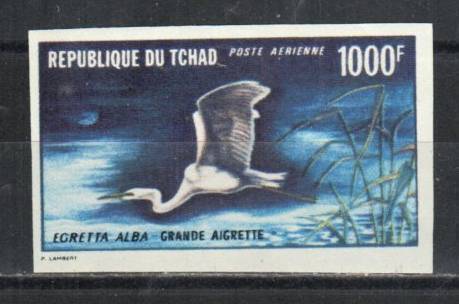 REPUBLIQUE DU TCHAD POSTE AERIENNE 1000F
EGRETTA ALBA - GRANDE AIGRETTE
P. LAMBERT